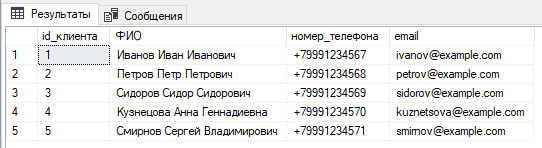 Результаты Сообщения
id_клиента ФИО номер_телефона email
1 1 Иванов Иван Иванович +79991234567 ivanov@example.com
2 2 Петров Петр Петрович +79991234568 petrov@example.com
3 3 Сидоров Сидор Сидорович +79991234569 sidorov@example.com
4 4 Кузнецова Анна Геннадиевна +79991234570 kuznetsova@example.com
5 5 Смирнов Сергей Владимирович +79991234571 smirnov@example.com